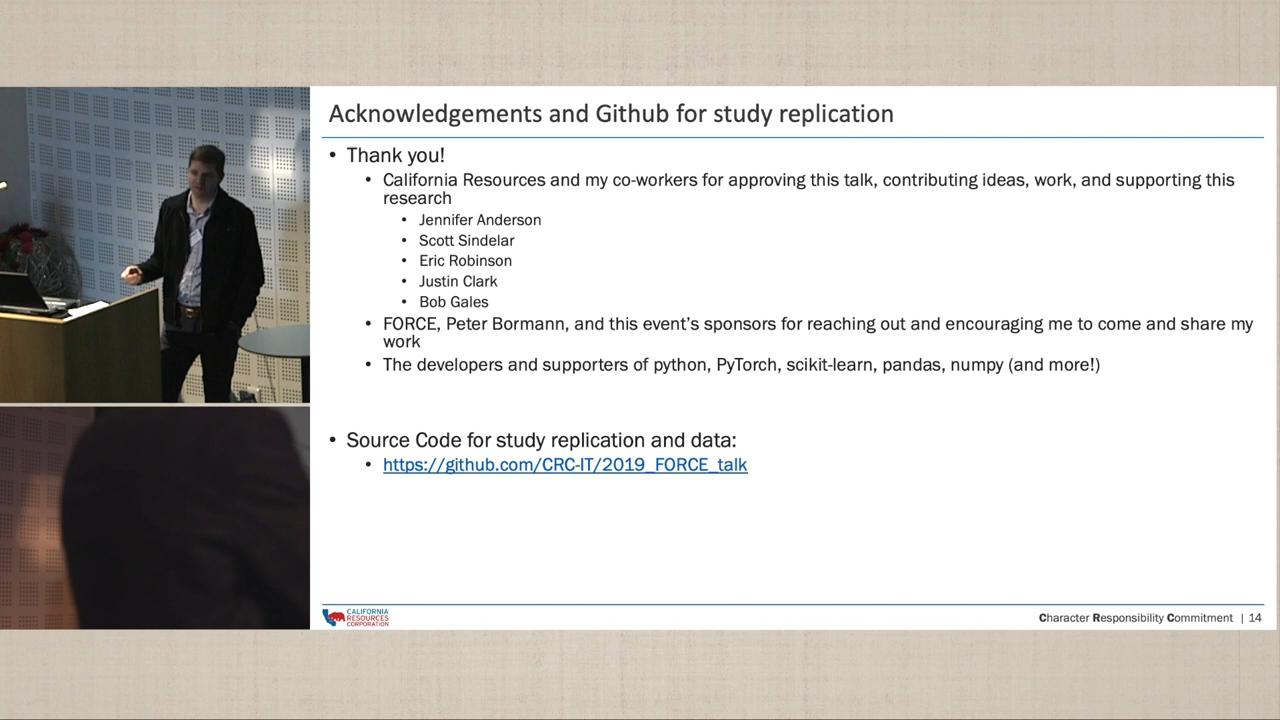 Acknowledgements and Github for study replication
• Thank you!
• California Resources and my co-workers for approving this talk, contributing ideas, work, and supporting this
research
• Jennifer Anderson
• Scott Sindelar
• Eric Robinson
• Justin Clark
• Bob Gales
• FORCE, Peter Bormann, and this event's sponsors for reaching out and encouraging me to come and share my
work
• The developers and supporters of python, PyTorch, scikit-learn, pandas, numpy (and more!)
• Source Code for study replication and data:
• https://github.com/CRC-IT/2019_FORCE_talk
CALIFORNIA
RESOURCES
CORPORATION
Character Responsibility Commitment | 14